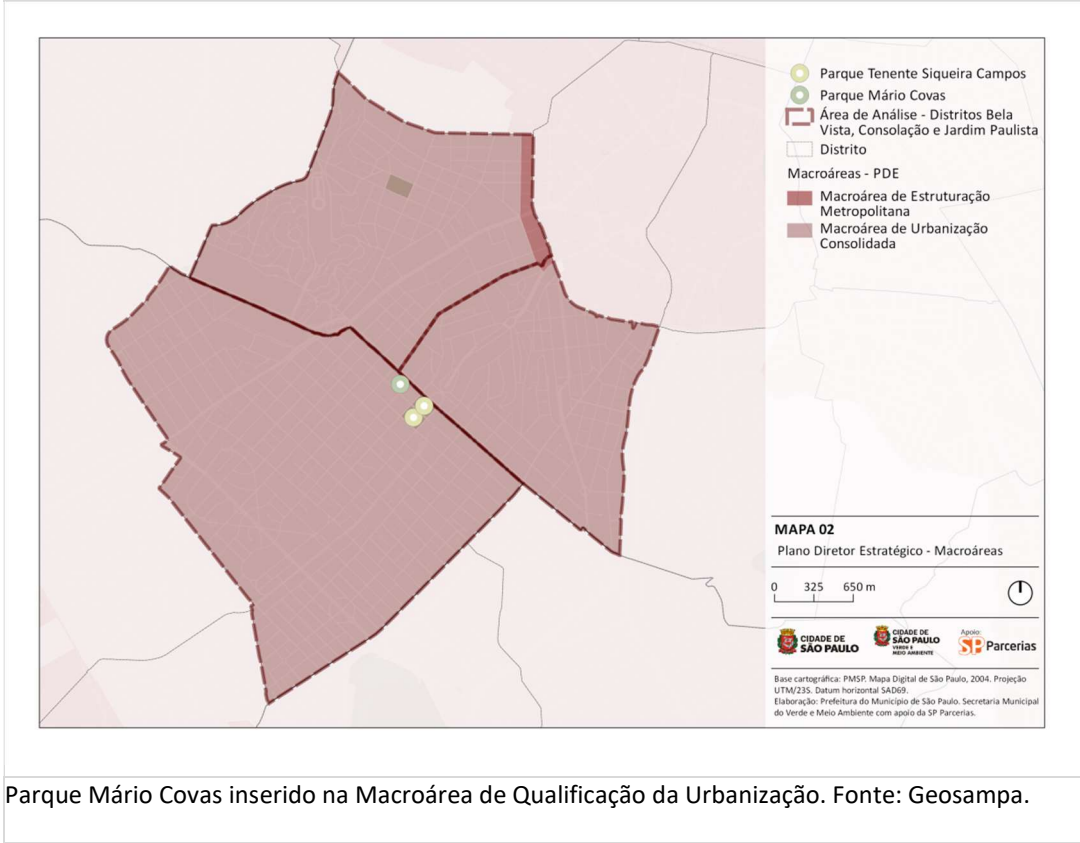 Parque Tenente Siqueira Campos
Parque Mário Covas
Área de Análise - Distritos Bela
Vista, Consolação e Jardim Paulista
Distrito
Macroáreas - PDE
Macroárea de Estruturação
Metropolitana
Macroárea de Urbanização
Consolidada
MAPA 02
Plano Diretor Estratégico - Macroáreas
0 325 650 m
CIDADE DE
SÃO PAULO
CIDADE DE
SÃO PAULO
VERDE E
MEIO AMBIENTE
Apoio:
SP Parcerias
Base cartográfica: PMSP. Mapa Digital de São Paulo, 2004. Projeção
UTM/23S. Datum horizontal SAD69.
Elaboração: Prefeitura do Município de São Paulo. Secretaria Municipal
do Verde e Meio Ambiente com apoio da SP Parcerias.
Parque Mário Covas inserido na Macroárea de Qualificação da Urbanização. Fonte: Geosampa.